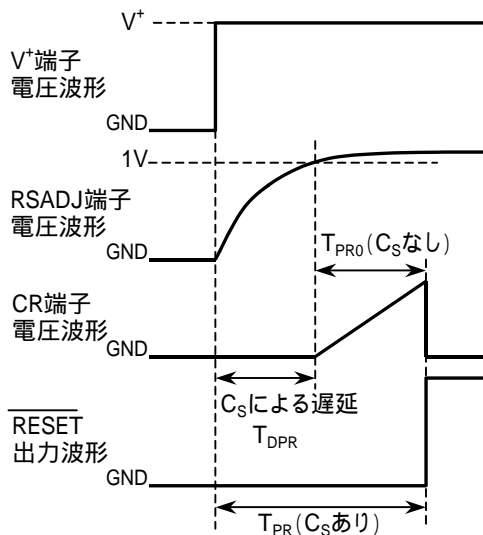 V⁺
V⁺端子
電圧波形
GND
1V
RSADJ端子
電圧波形
GND
T_PR0(C_Sなし)
CR端子
電圧波形
GND
C_Sによる遅延
T_DPR
RESET
出力波形
GND
T_PR(C_Sあり)